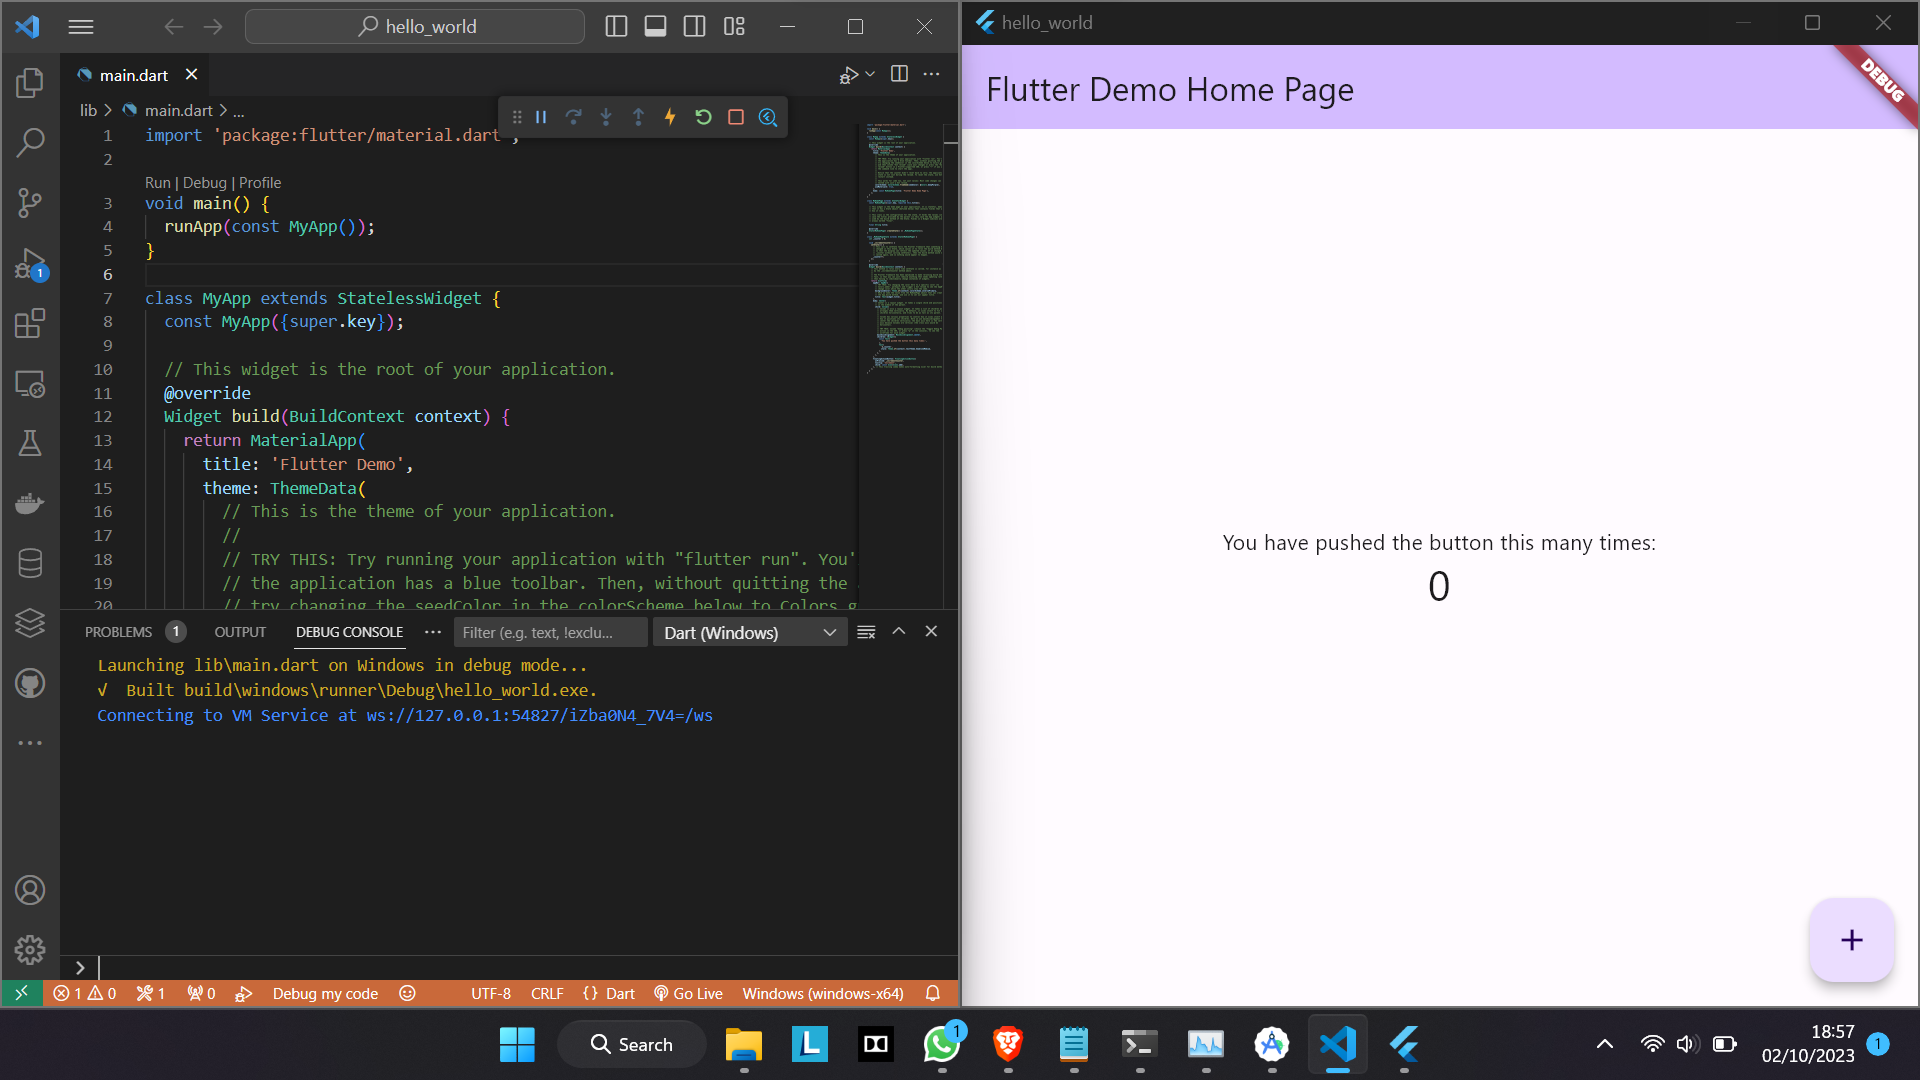 hello_world
main.dart
lib > main.dart > ...
1 import 'package:flutter/material.dart';
2
Run | Debug | Profile
3 void main() {
4 runApp(const MyApp());
5 }
6
7 class MyApp extends StatelessWidget {
8 const MyApp({super.key});
9
10 // This widget is the root of your application.
11 @override
12 Widget build(BuildContext context) {
13 return MaterialApp(
14 title: 'Flutter Demo',
15 theme: ThemeData(
16 // This is the theme of your application.
17 //
18 // TRY THIS: Try running your application with "flutter run". You'
19 // the application has a blue toolbar. Then, without quitting the
20 // try changing the seedColor in the colorScheme below to Colors.g
PROBLEMS 1 OUTPUT DEBUG CONSOLE ... Filter (e.g. text, !exclu... Dart (Windows)
Launching lib\main.dart on Windows in debug mode...
√ Built build\windows\runner\Debug\hello_world.exe.
Connecting to VM Service at ws://127.0.0.1:54827/iZba0N4_7V4=/ws
1
>
1 0 1 0 Debug my code UTF-8 CRLF {} Dart Go Live Windows (windows-x64)
hello_world
Flutter Demo Home Page
DEBUG
You have pushed the button this many times:
0
+
Search
L
1
18:57
02/10/2023
1